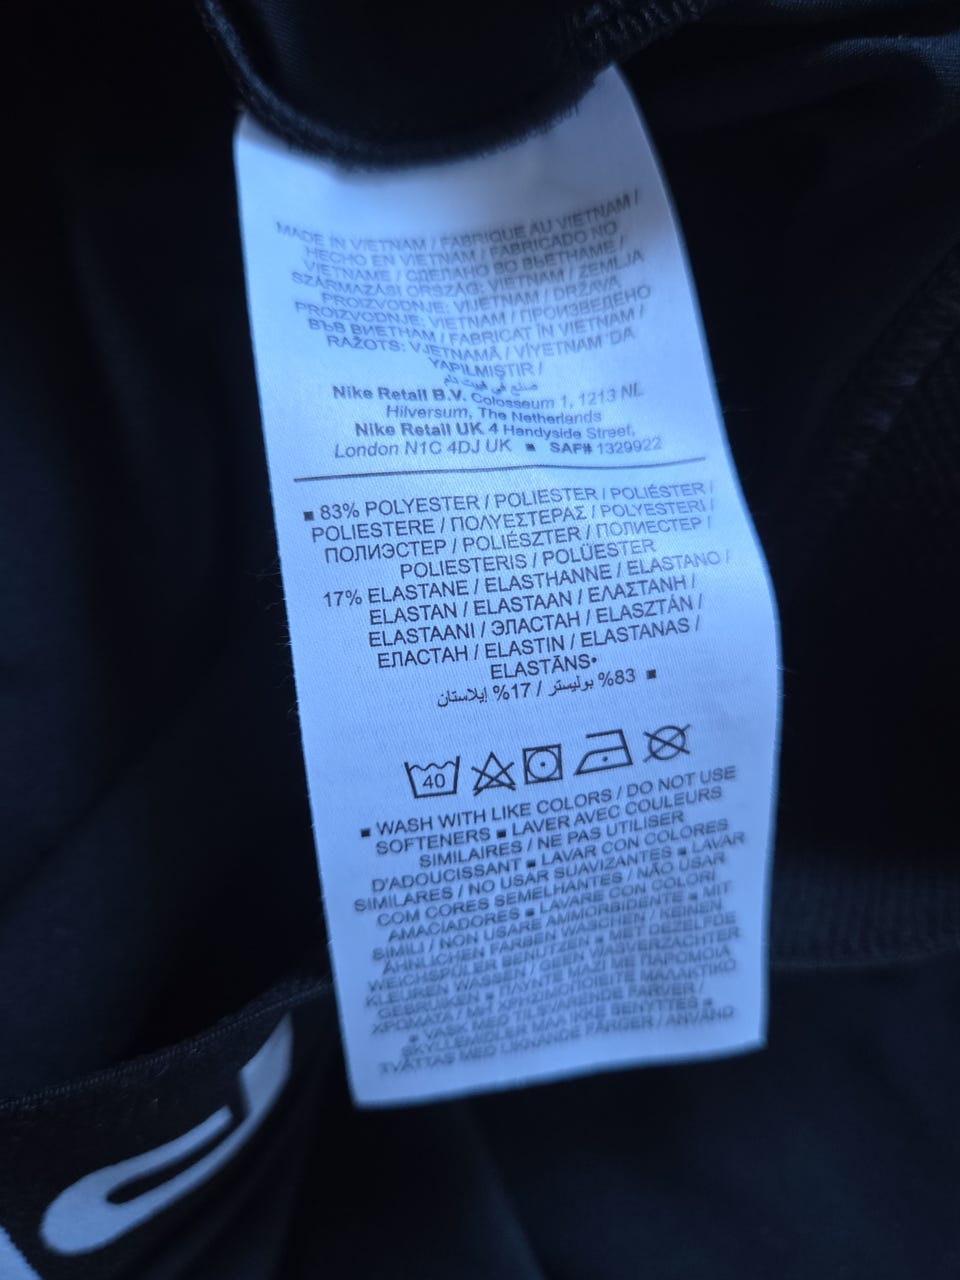 MADE IN VIETNAM / FABRIQUE AU VIETNAM /
HECHO EN VIETNAM / FABRICADO NO
VIETNAME / СДЕЛАНО ВО ВЬЕТНАМЕ /
SZÁRMAZÁSI ORSZÁG: VIETNAM / ZEMLJA
PROIZVODNJE: VIJETNAM / DRŽAVA
PROIZVODNJE: VIETNAM / ПРОИЗВЕДЕНО
ВЪВ ВИЕТНАМ / FABRICAT ÎN VIETNAM /
RAŽOTS: VJETNAMĀ / VİYETNAM 'DA
YAPILMIŞTIR /
صنع في فيت نام
Nike Retail B.V. Colosseum 1, 1213 NL
Hilversum, The Netherlands
Nike Retail UK 4 Handyside Street,
London N1C 4DJ UK ■ SAF# 1329922
■ 83% POLYESTER / POLIESTER / POLIÉSTER /
POLIESTERE / ΠΟΛΥΕΣΤΕΡΑΣ / POLYESTERI /
ПОЛИЭСТЕР / POLIÉSZTER / ПОЛИЕСТЕР /
POLIESTERIS / POLÜESTER
17% ELASTANE / ELASTHANNE / ELASTANO /
ELASTAN / ELASTAAN / ΕΛΑΣΤΑΝΗ /
ELASTAANI / ЭЛАСТАН / ELASZTÁN /
ЕЛАСТАН / ELASTIN / ELASTANAS /
ELASTĀNS•
83% بوليستر / 17% إيلاستان ■
40
■ WASH WITH LIKE COLORS / DO NOT USE
SOFTENERS ■ LAVER AVEC COULEURS
SIMILAIRES / NE PAS UTILISER
D'ADOUCISSANT ■ LAVAR CON COLORES
SIMILARES / NO USAR SUAVIZANTES ■ LAVAR
COM CORES SEMELHANTES / NÃO USAR
AMACIADORES ■ LAVARE CON COLORI
SIMILI / NON USARE AMMORBIDENTE ■ MIT
ÄHNLICHEN FARBEN WASCHEN / KEINEN
WEICHSPÜLER BENUTZEN ■ MET DEZELFDE
KLEUREN WASSEN / GEEN WASVERZACHTER
GEBRUIKEN ■ ΠΛΥΝΤΕ ΜΑΖΙ ΜΕ ΠΑΡΟΜΟΙΑ
ΧΡΩΜΑΤΑ / ΜΗ ΧΡΗΣΙΜΟΠΟΙΕΙΤΕ ΜΑΛΑΚΤΙΚΟ
■ VASK MED TILSVARENDE FARVER /
SKYLLEMIDLER MAA IKKE BENYTTES ■
TVÄTTAS MED LIKNANDE FÄRGER / ANVÄND